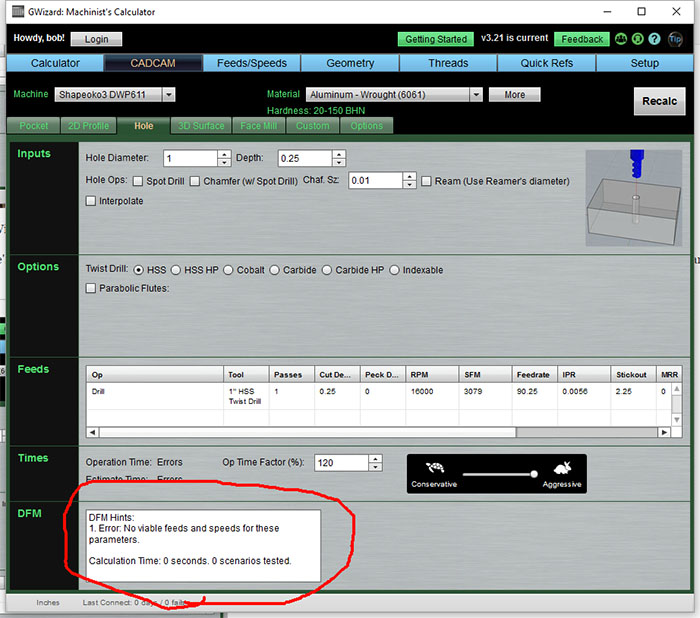 GWizard: Machinist's Calculator
Howdy, bob! Login Getting Started v3.21 is current Feedback Tip
Calculator CADCAM Feeds/Speeds Geometry Threads Quick Refs Setup
Machine Shapeoko3 DWP611 Material Aluminum - Wrought (6061) More
Hardness: 20-150 BHN
Recalc
Pocket 2D Profile Hole 3D Surface Face Mill Custom Options
Inputs
Hole Diameter: 1 Depth: 0.25
Hole Ops: Spot Drill Chamfer (w/ Spot Drill) Chaf. Sz: 0.01 Ream (Use Reamer's diameter)
Interpolate
Options
Twist Drill: HSS HSS HP Cobalt Carbide Carbide HP Indexable
Parabolic Flutes:
Feeds
Op Tool Passes Cut De... Peck D... RPM SFM Feedrate IPR Stickout MRR
Drill 1" HSS 1 0.25 0 16000 3079 90.25 0.0056 2.25 0
Twist Drill
Times
Operation Time: Errors Op Time Factor (%): 120
Estimate Time: Errors
Conservative Aggressive
DFM
DFM Hints:
1. Error: No viable feeds and speeds for these
parameters.
Calculation Time: 0 seconds. 0 scenarios tested.
Inches Last Connect: 0 days / 0